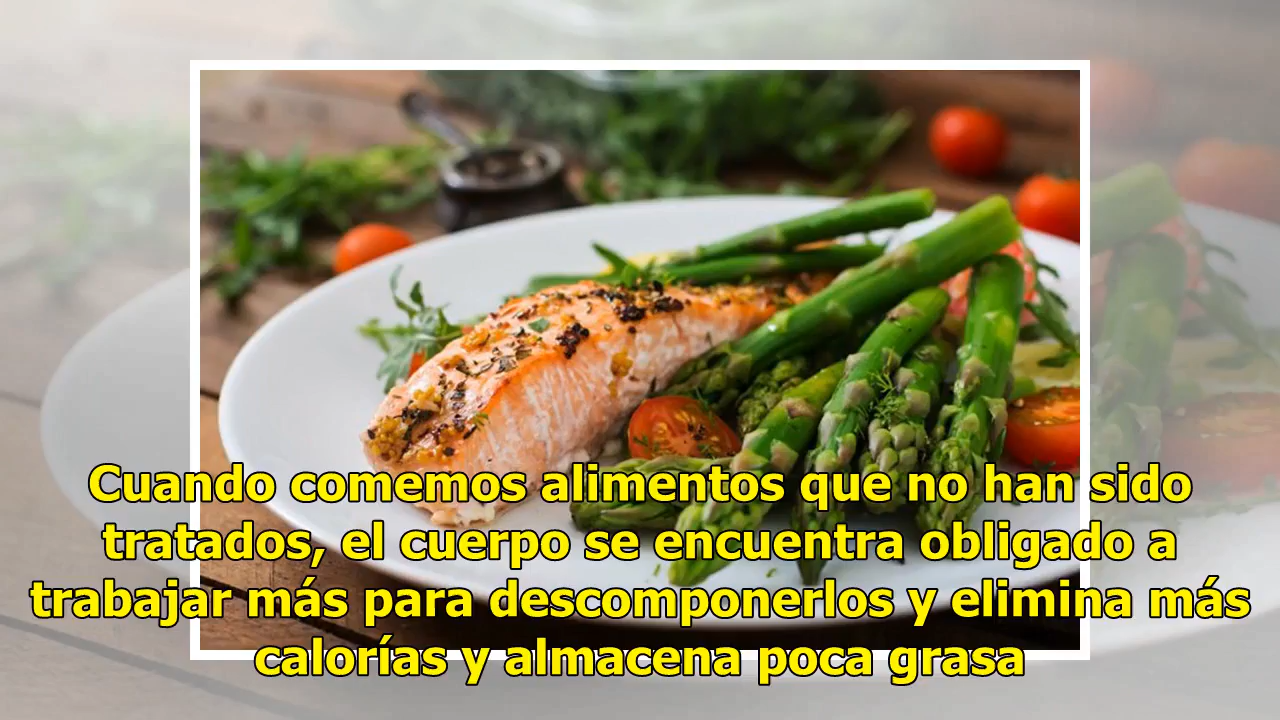 Cuando comemos alimentos que no han sido
tratados, el cuerpo se encuentra obligado a
trabajar más para descomponerlos y elimina más
calorías y almacena poca grasa